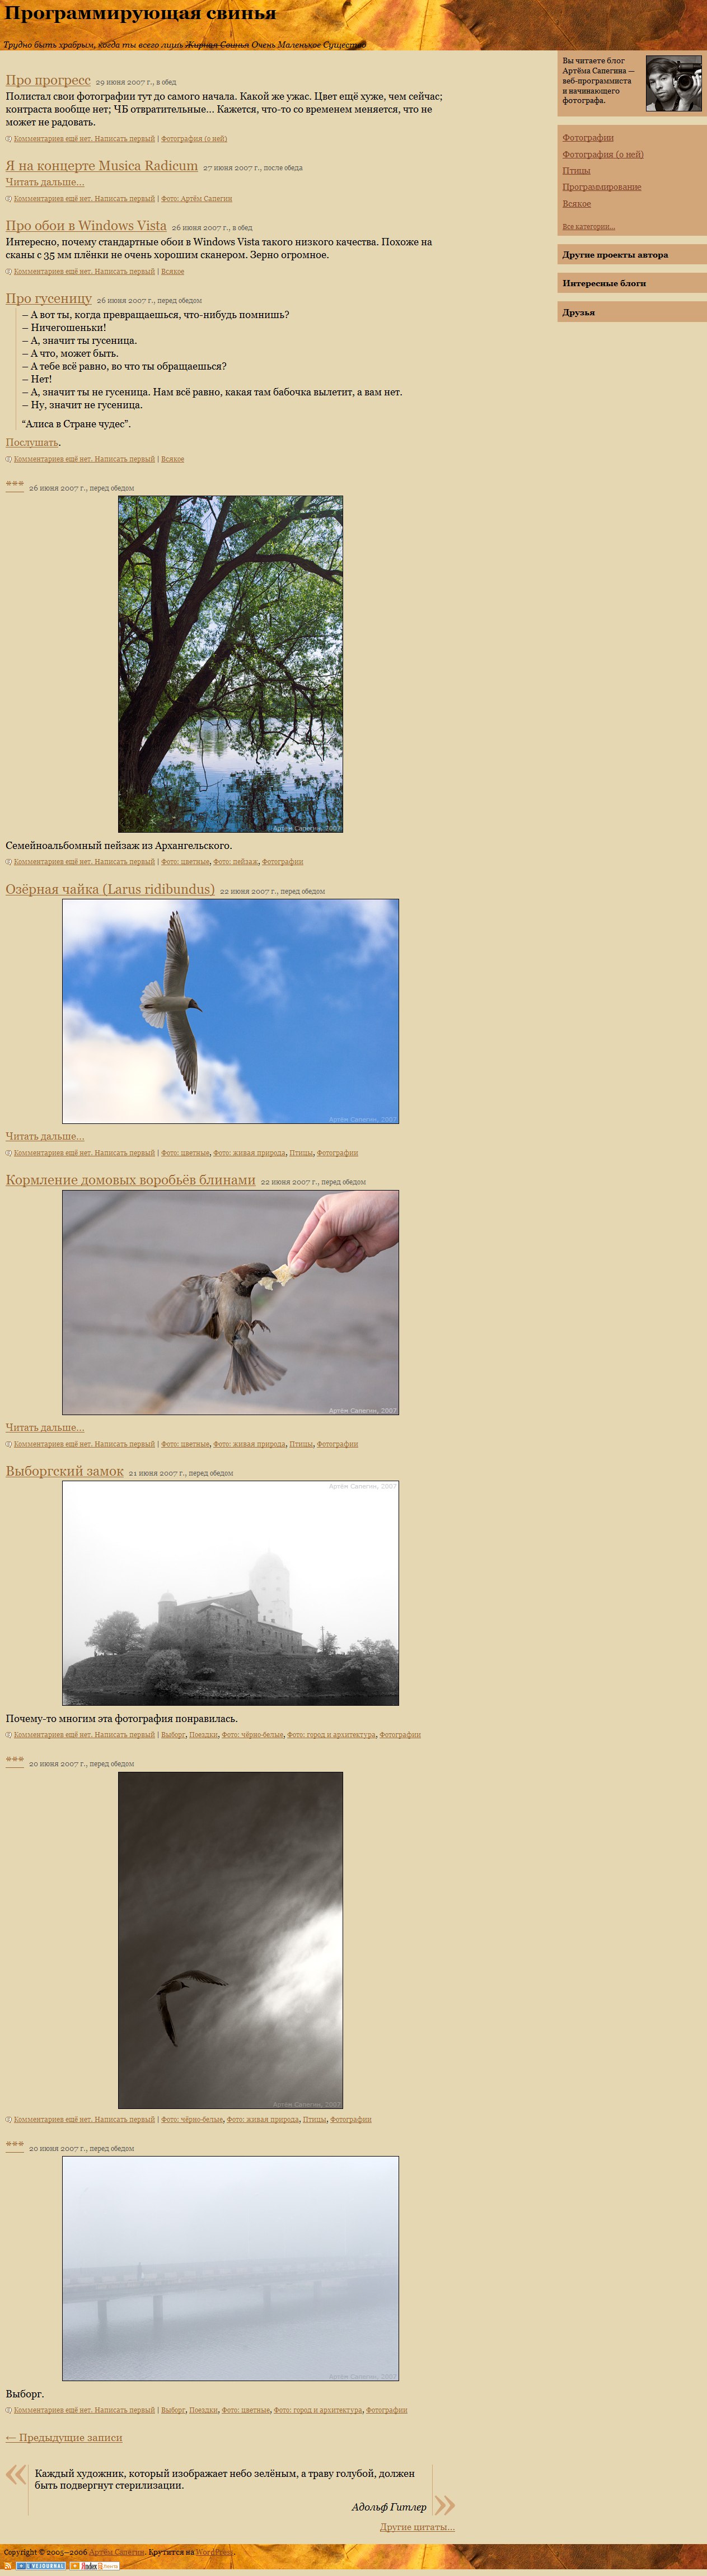 Программирующая свинья
Трудно быть храбрым, когда ты всего лишь Жирная Свинья Очень Маленькое Существо
Вы читаете блог
Артёма Сапегина —
веб-программиста
и начинающего
фотографа.
Фотографии
Фотография (о ней)
Птицы
Программирование
Всякое
Все категории…
Другие проекты автора
Интересные блоги
Друзья
Про прогресс 29 июня 2007 г., в обед
Полистал свои фотографии тут до самого начала. Какой же ужас. Цвет ещё хуже, чем сейчас;
контраста вообще нет; ЧБ отвратительные… Кажется, что-то со временем меняется, что не
может не радовать.
Комментариев ещё нет. Написать первый | Фотография (о ней)
Я на концерте Musica Radicum 27 июня 2007 г., после обеда
Читать дальше…
Комментариев ещё нет. Написать первый | Фото: Артём Сапегин
Про обои в Windows Vista 26 июня 2007 г., в обед
Интересно, почему стандартные обои в Windows Vista такого низкого качества. Похоже на
сканы с 35 мм плёнки не очень хорошим сканером. Зерно огромное.
Комментариев ещё нет. Написать первый | Всякое
Про гусеницу 26 июня 2007 г., перед обедом
– А вот ты, когда превращаешься, что-нибудь помнишь?
– Ничегошеньки!
– А, значит ты гусеница.
– А что, может быть.
– А тебе всё равно, во что ты обращаешься?
– Нет!
– А, значит ты не гусеница. Нам всё равно, какая там бабочка вылетит, а вам нет.
– Ну, значит не гусеница.
“Алиса в Стране чудес”.
Послушать.
Комментариев ещё нет. Написать первый | Всякое
*** 26 июня 2007 г., перед обедом
Артём Сапегин, 2007
Семейноальбомный пейзаж из Архангельского.
Комментариев ещё нет. Написать первый | Фото: цветные, Фото: пейзаж, Фотографии
Озёрная чайка (Larus ridibundus) 22 июня 2007 г., перед обедом
Артём Сапегин, 2007
Читать дальше…
Комментариев ещё нет. Написать первый | Фото: цветные, Фото: живая природа, Птицы, Фотографии
Кормление домовых воробьёв блинами 22 июня 2007 г., перед обедом
Артём Сапегин, 2007
Читать дальше…
Комментариев ещё нет. Написать первый | Фото: цветные, Фото: живая природа, Птицы, Фотографии
Выборгский замок 21 июня 2007 г., перед обедом
Артём Сапегин, 2007
Почему-то многим эта фотография понравилась.
Комментариев ещё нет. Написать первый | Выборг, Поездки, Фото: чёрно-белые, Фото: город и архитектура, Фотографии
*** 20 июня 2007 г., перед обедом
Артём Сапегин, 2007
Комментариев ещё нет. Написать первый | Фото: чёрно-белые, Фото: живая природа, Птицы, Фотографии
*** 20 июня 2007 г., перед обедом
Артём Сапегин, 2007
Выборг.
Комментариев ещё нет. Написать первый | Выборг, Поездки, Фото: цветные, Фото: город и архитектура, Фотографии
← Предыдущие записи
« Каждый художник, который изображает небо зелёным, а траву голубой, должен
быть подвергнут стерилизации.
Адольф Гитлер »
Другие цитаты…
Copyright © 2005—2006 Артём Сапегин. Крутится на WordPress.
LIVEJOURNAL Яndex Лента